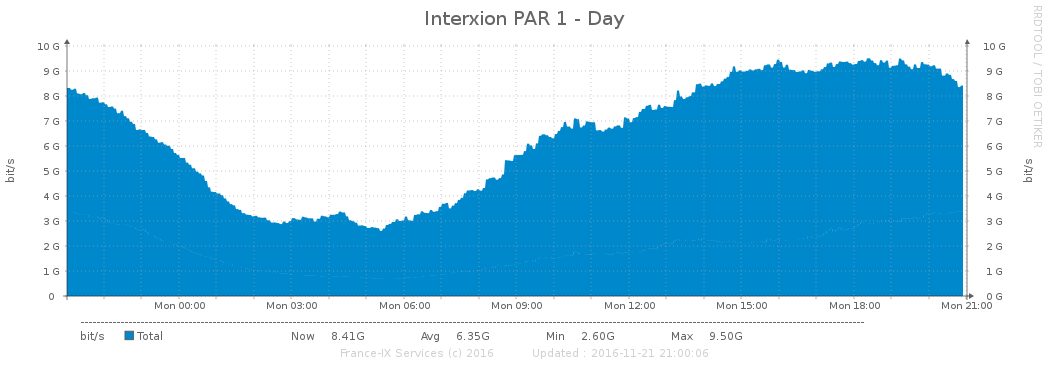 Interxion PAR 1 - Day
RRDTOOL / TOBI OETIKER
10 G 10 G
9 G 9 G
8 G 8 G
7 G 7 G
6 G 6 G
5 G 5 G
4 G 4 G
3 G 3 G
2 G 2 G
1 G 1 G
0 0 G
bit/s bit/s
Mon 00:00 Mon 03:00 Mon 06:00 Mon 09:00 Mon 12:00 Mon 15:00 Mon 18:00 Mon 21:00
bit/s Total Now 8.41G Avg 6.35G Min 2.60G Max 9.50G
France-IX Services (c) 2016 Updated : 2016-11-21 21:00:06